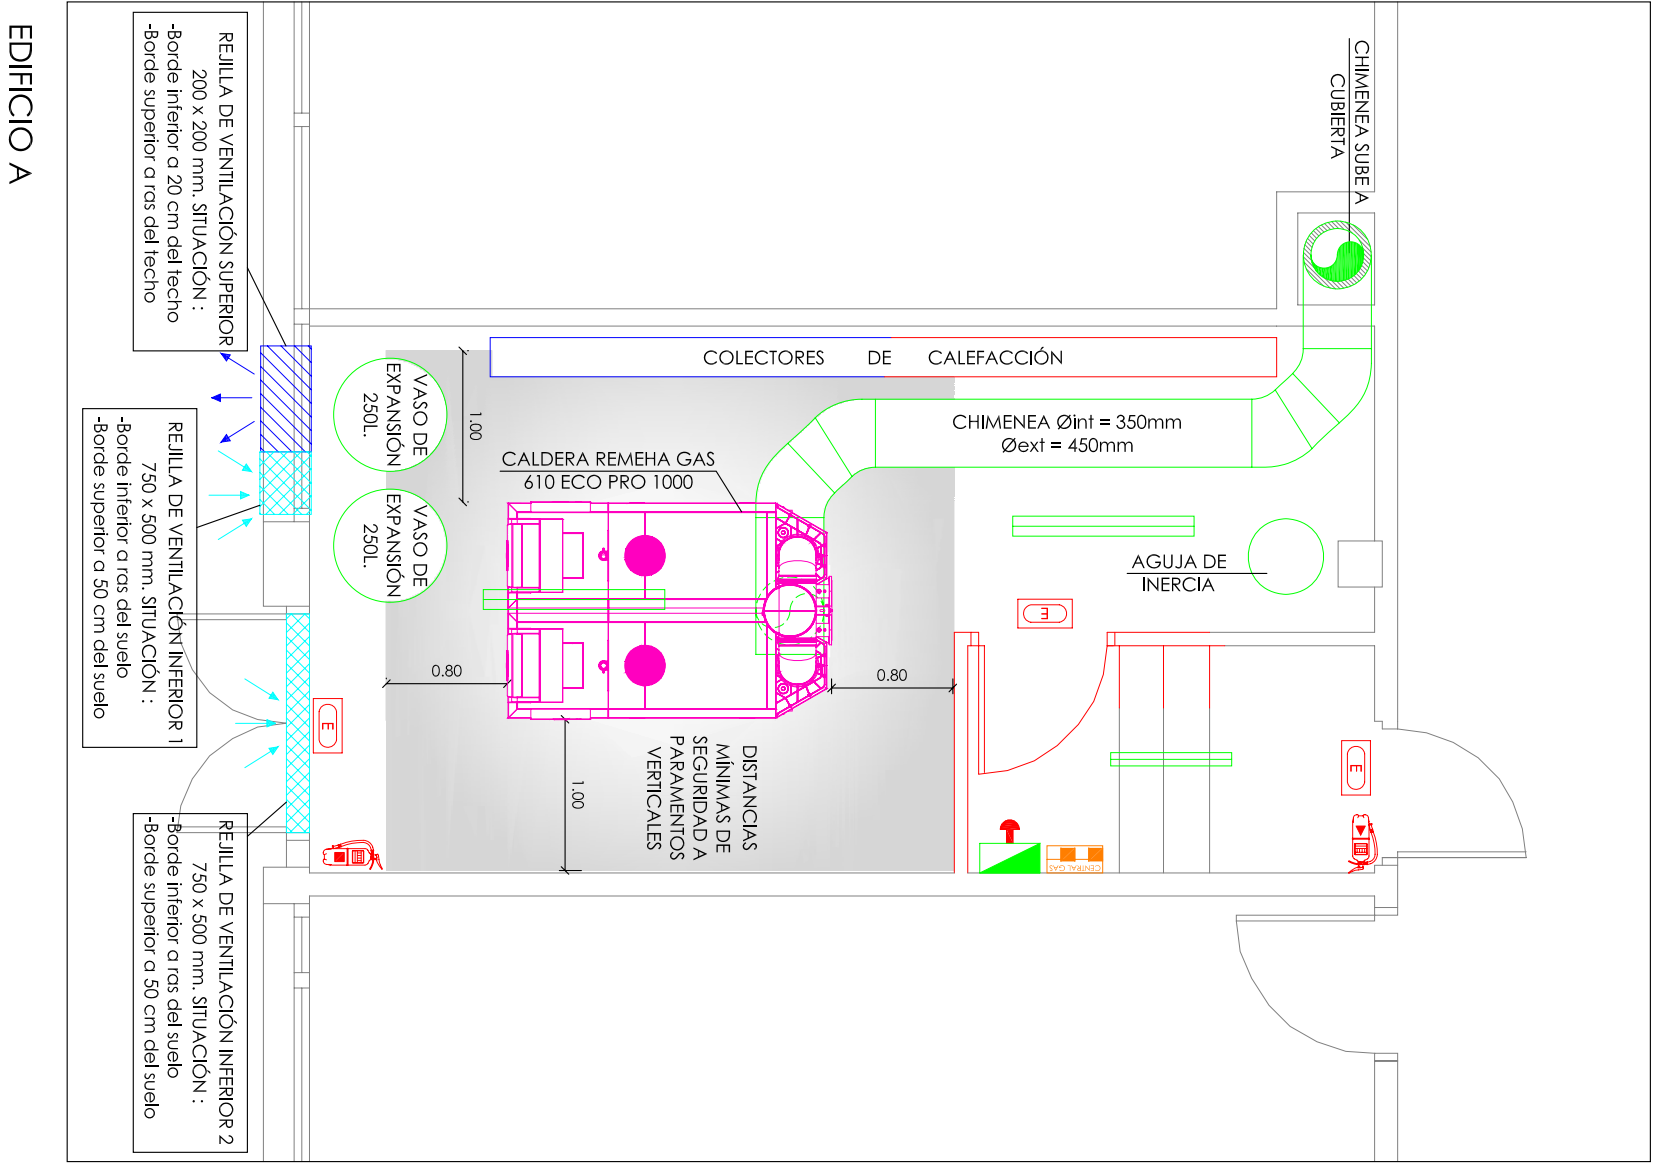 EDIFICIO A
REJILLA DE VENTILACIÓN SUPERIOR
200 x 200 mm. SITUACIÓN :
-Borde inferior a 20 cm del techo
-Borde superior a ras del techo
REJILLA DE VENTILACIÓN INFERIOR 1
750 x 500 mm. SITUACIÓN :
-Borde inferior a ras del suelo
-Borde superior a 50 cm del suelo
REJILLA DE VENTILACIÓN INFERIOR 2
750 x 500 mm. SITUACIÓN :
-Borde inferior a ras del suelo
-Borde superior a 50 cm del suelo
CHIMENEA SUBE A
CUBIERTA
COLECTORES DE CALEFACCIÓN
CHIMENEA Øint = 350mm
Øext = 450mm
VASO DE
EXPANSIÓN
250L.
VASO DE
EXPANSIÓN
250L.
1.00
CALDERA REMEHA GAS
610 ECO PRO 1000
AGUJA DE
INERCIA
E
0.80
0.80
E
E
1.00
DISTANCIAS
MÍNIMAS DE
SEGURIDAD A
PARAMENTOS
VERTICALES
CENTRAL GAS